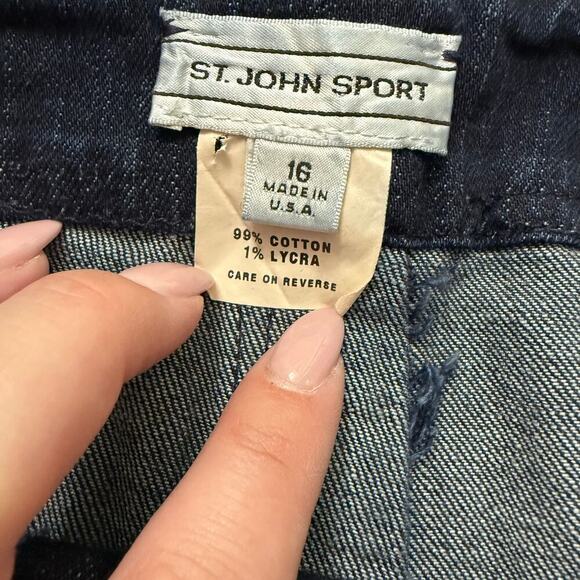 ST. JOHN SPORT
16
MADE IN
U.S.A.
99% COTTON
1% LYCRA
CARE ON REVERSE